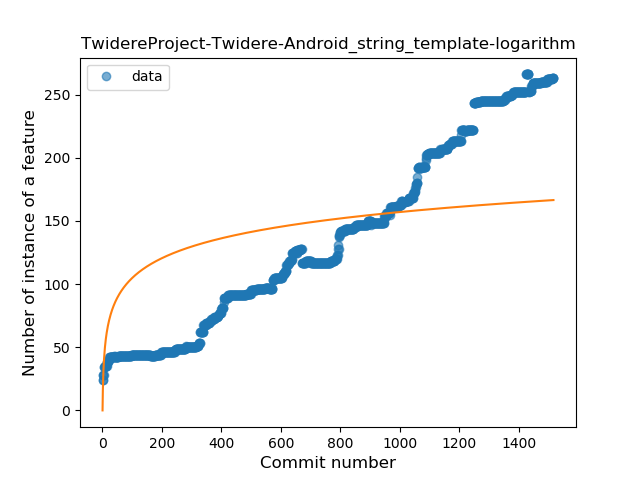 TwidereProject-Twidere-Android_string_template-logarithm
data
Number of instance of a feature
250
200
150
100
50
0
0 200 400 600 800 1000 1200 1400
Commit number